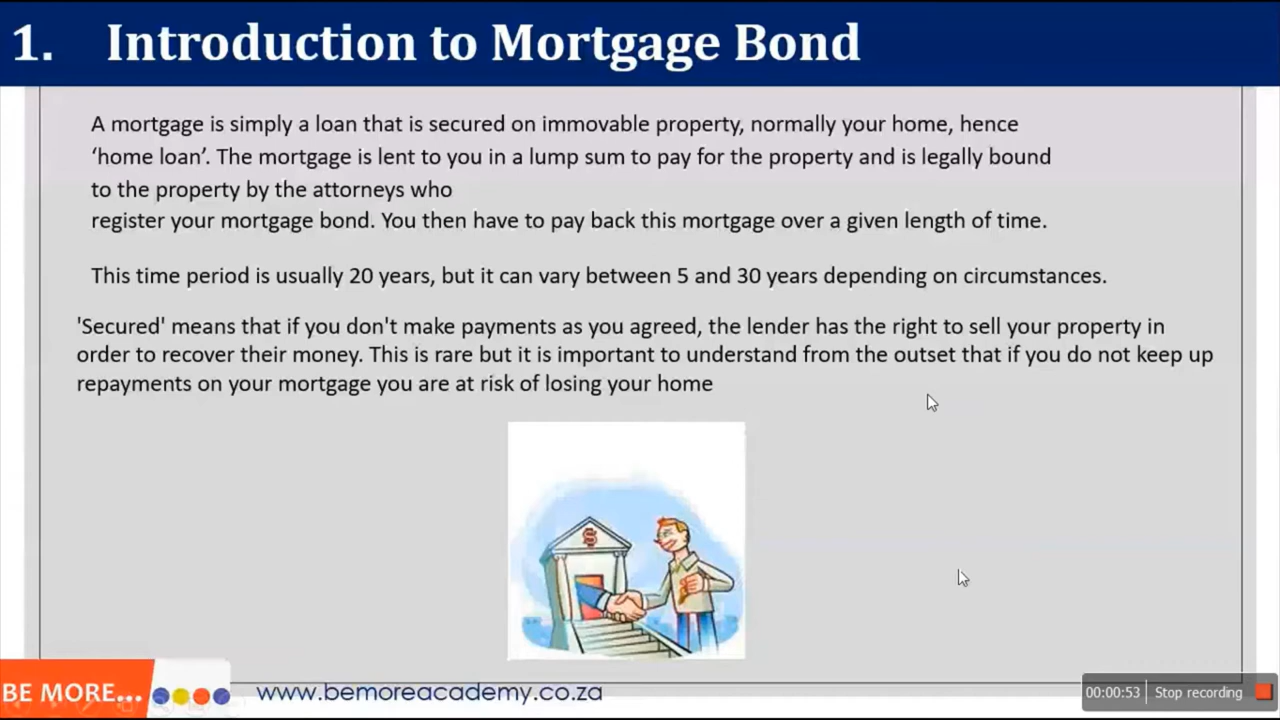 1. Introduction to Mortgage Bond
A mortgage is simply a loan that is secured on immovable property, normally your home, hence
‘home loan’. The mortgage is lent to you in a lump sum to pay for the property and is legally bound
to the property by the attorneys who
register your mortgage bond. You then have to pay back this mortgage over a given length of time.
This time period is usually 20 years, but it can vary between 5 and 30 years depending on circumstances.
'Secured' means that if you don't make payments as you agreed, the lender has the right to sell your property in
order to recover their money. This is rare but it is important to understand from the outset that if you do not keep up
repayments on your mortgage you are at risk of losing your home
$
BE MORE...
www.bemoreacademy.co.za
00:00:53 Stop recording